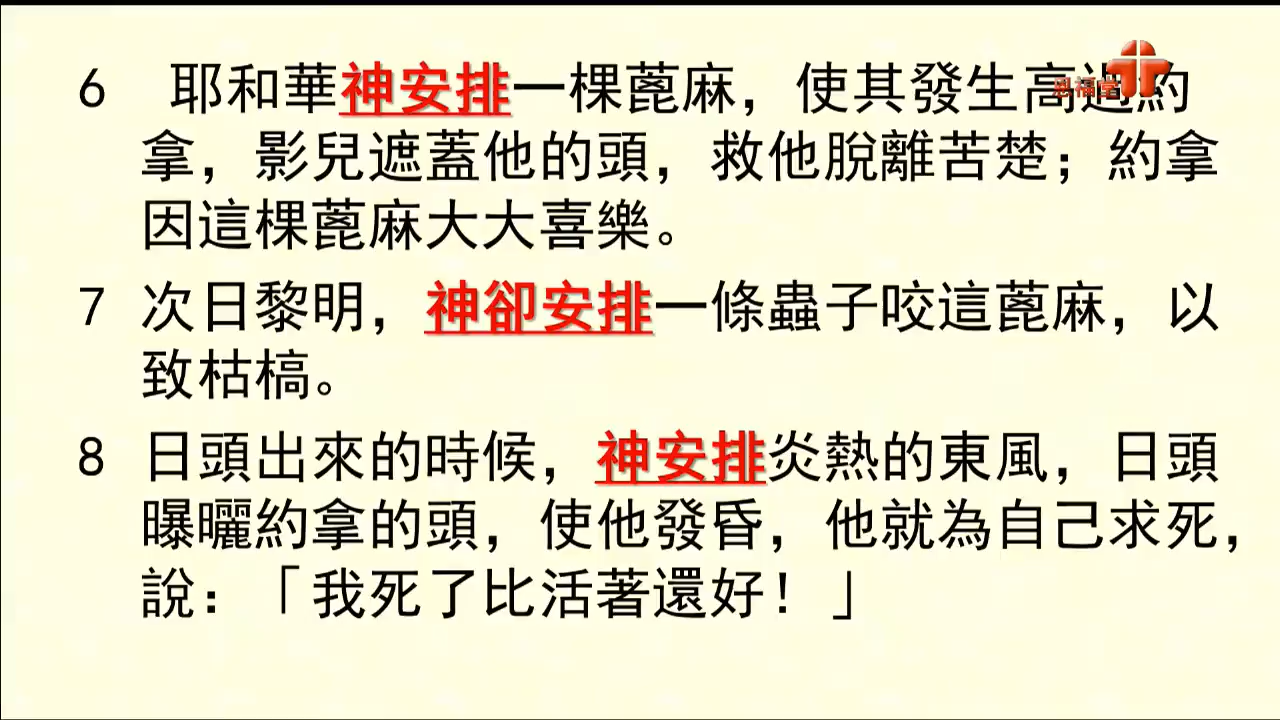 6 耶和華神安排一棵蓖麻，使其發生高過約
拿，影兒遮蓋他的頭，救他脫離苦楚；約拿
因這棵蓖麻大大喜樂。
7 次日黎明，神卻安排一條蟲子咬這蓖麻，以
致枯槁。
8 日頭出來的時候，神安排炎熱的東風，日頭
曝曬約拿的頭，使他發昏，他就為自己求死，
說：「我死了比活著還好！」
恩福堂